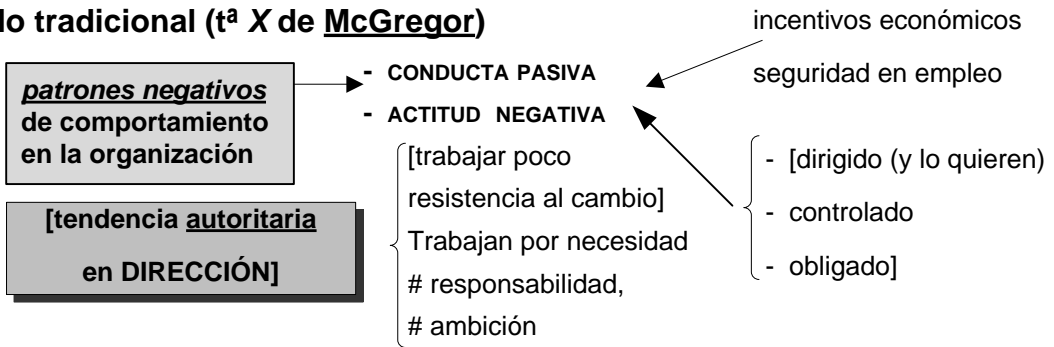 lo tradicional (tª X de McGregor)
incentivos económicos
seguridad en empleo
patrones negativos
de comportamiento
en la organización
- CONDUCTA PASIVA
- ACTITUD NEGATIVA
[trabajar poco
resistencia al cambio]
Trabajan por necesidad
# responsabilidad,
# ambición
- [dirigido (y lo quieren)
- controlado
- obligado]
[tendencia autoritaria
en DIRECCIÓN]